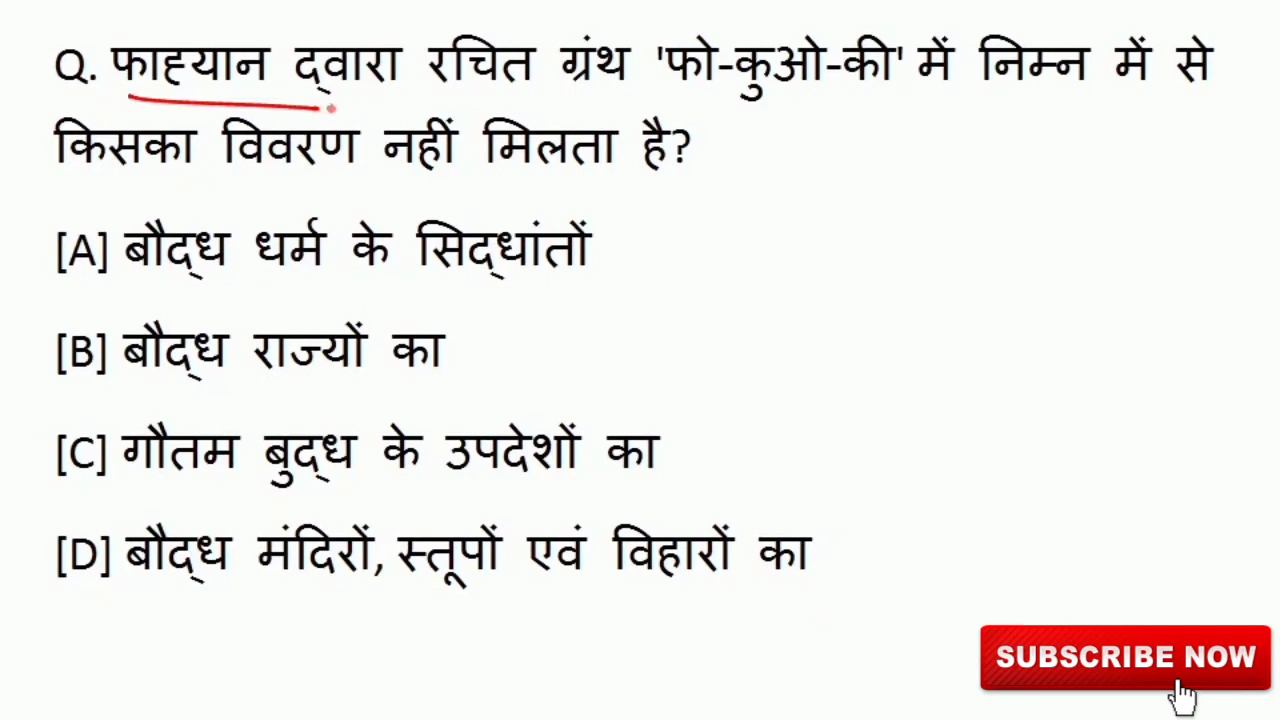 Q. फाह्यान द्वारा रचित ग्रंथ 'फो-कुओ-की' में निम्न में से
किसका विवरण नहीं मिलता है?
[A] बौद्ध धर्म के सिद्धांतों
[B] बौद्ध राज्यों का
[C] गौतम बुद्ध के उपदेशों का
[D] बौद्ध मंदिरों, स्तूपों एवं विहारों का
SUBSCRIBE NOW